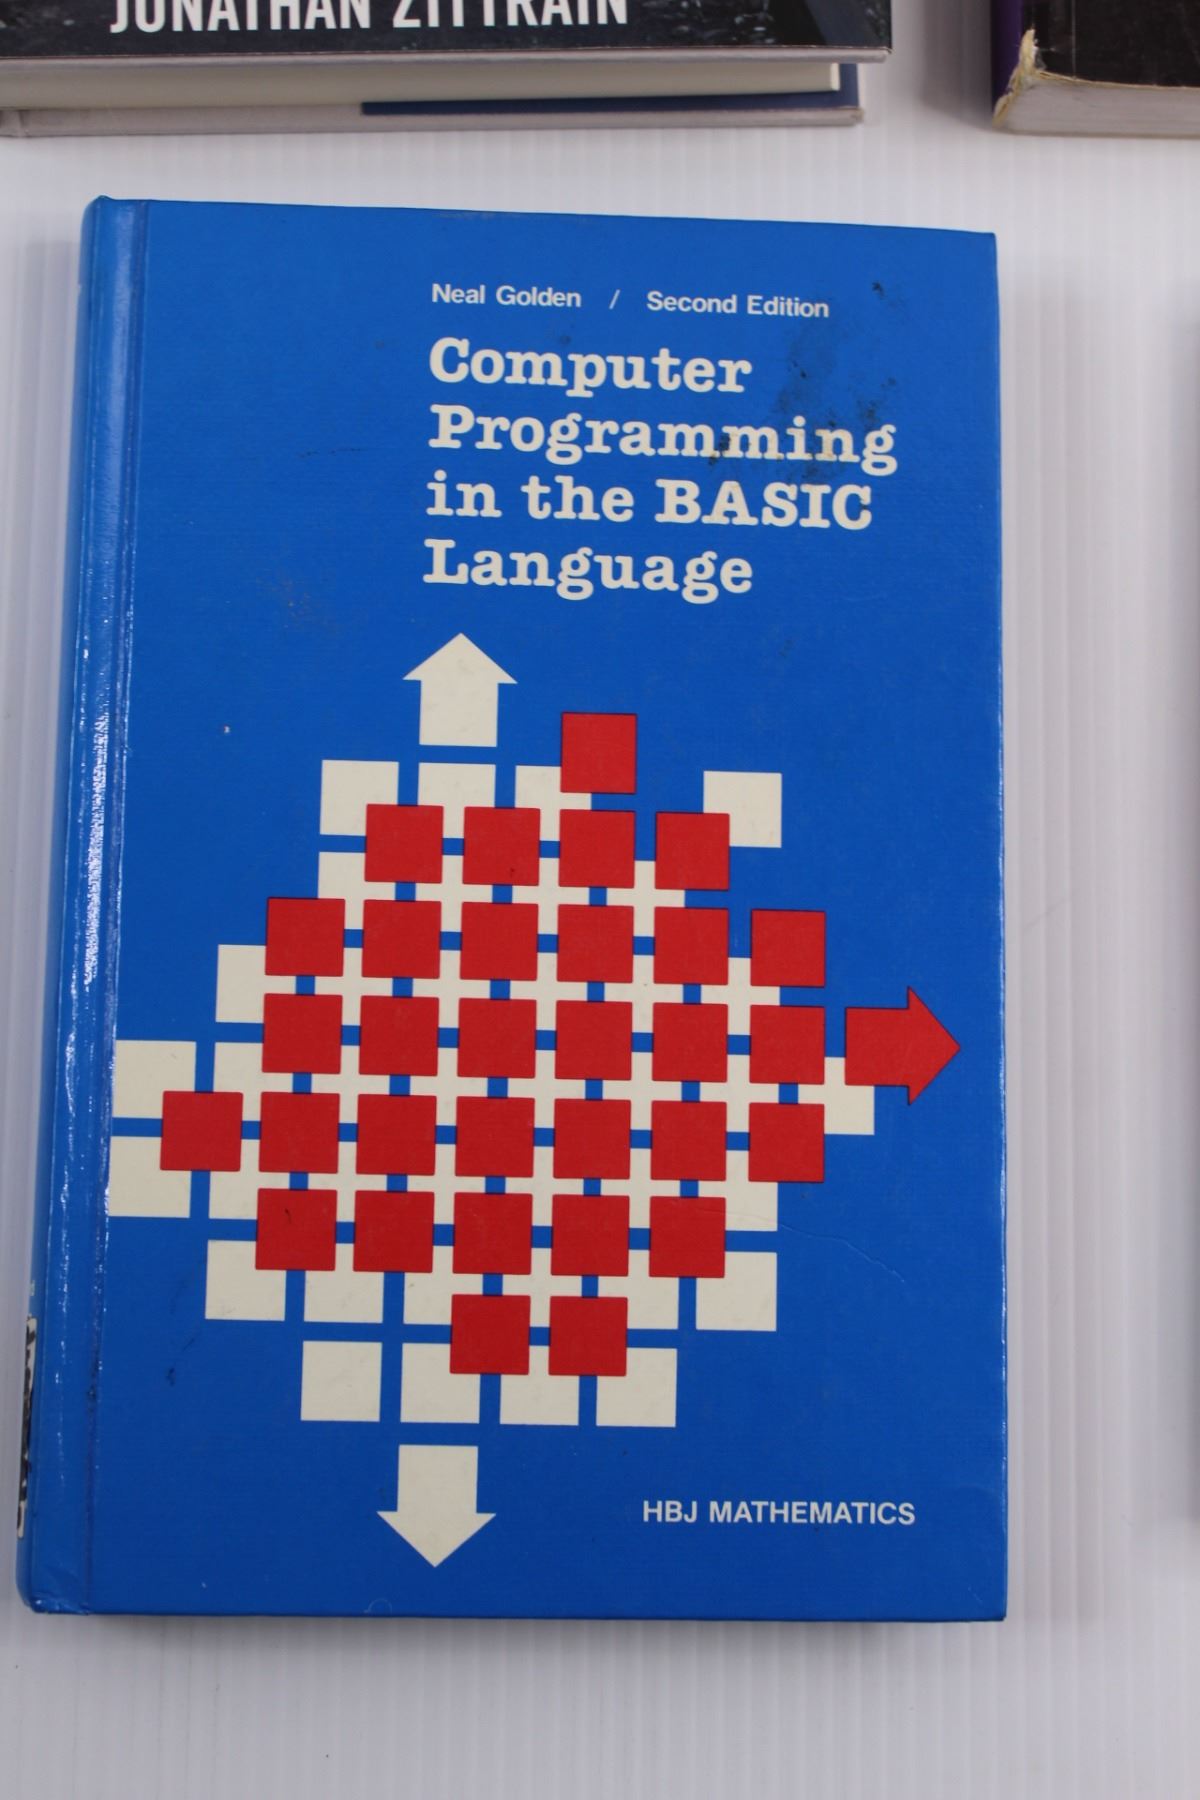 JONATHAN ZITTRAIN
Neal Golden / Second Edition
Computer
Programming
in the BASIC
Language
HBJ MATHEMATICS